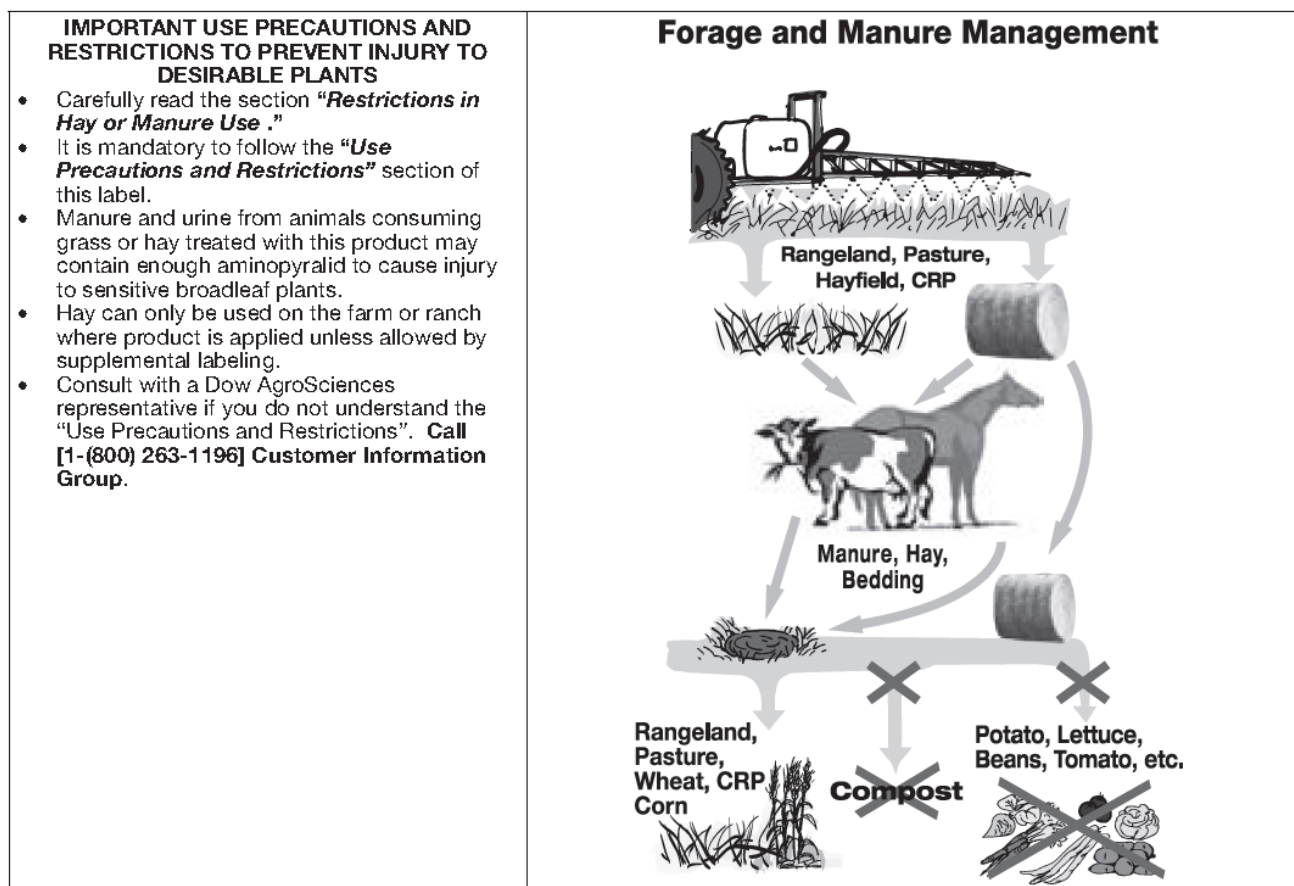 IMPORTANT USE PRECAUTIONS AND
RESTRICTIONS TO PREVENT INJURY TO
DESIRABLE PLANTS
• Carefully read the section "Restrictions in
Hay or Manure Use ."
• It is mandatory to follow the "Use
Precautions and Restrictions" section of
this label.
• Manure and urine from animals consuming
grass or hay treated with this product may
contain enough aminopyralid to cause injury
to sensitive broadleaf plants.
• Hay can only be used on the farm or ranch
where product is applied unless allowed by
supplemental labeling.
• Consult with a Dow AgroSciences
representative if you do not understand the
"Use Precautions and Restrictions". Call
[1-(800) 263-1196] Customer Information
Group.
Forage and Manure Management
Rangeland, Pasture,
Hayfield, CRP
Manure, Hay,
Bedding
Rangeland,
Pasture,
Wheat, CRP
Corn
Compost
Potato, Lettuce,
Beans, Tomato, etc.